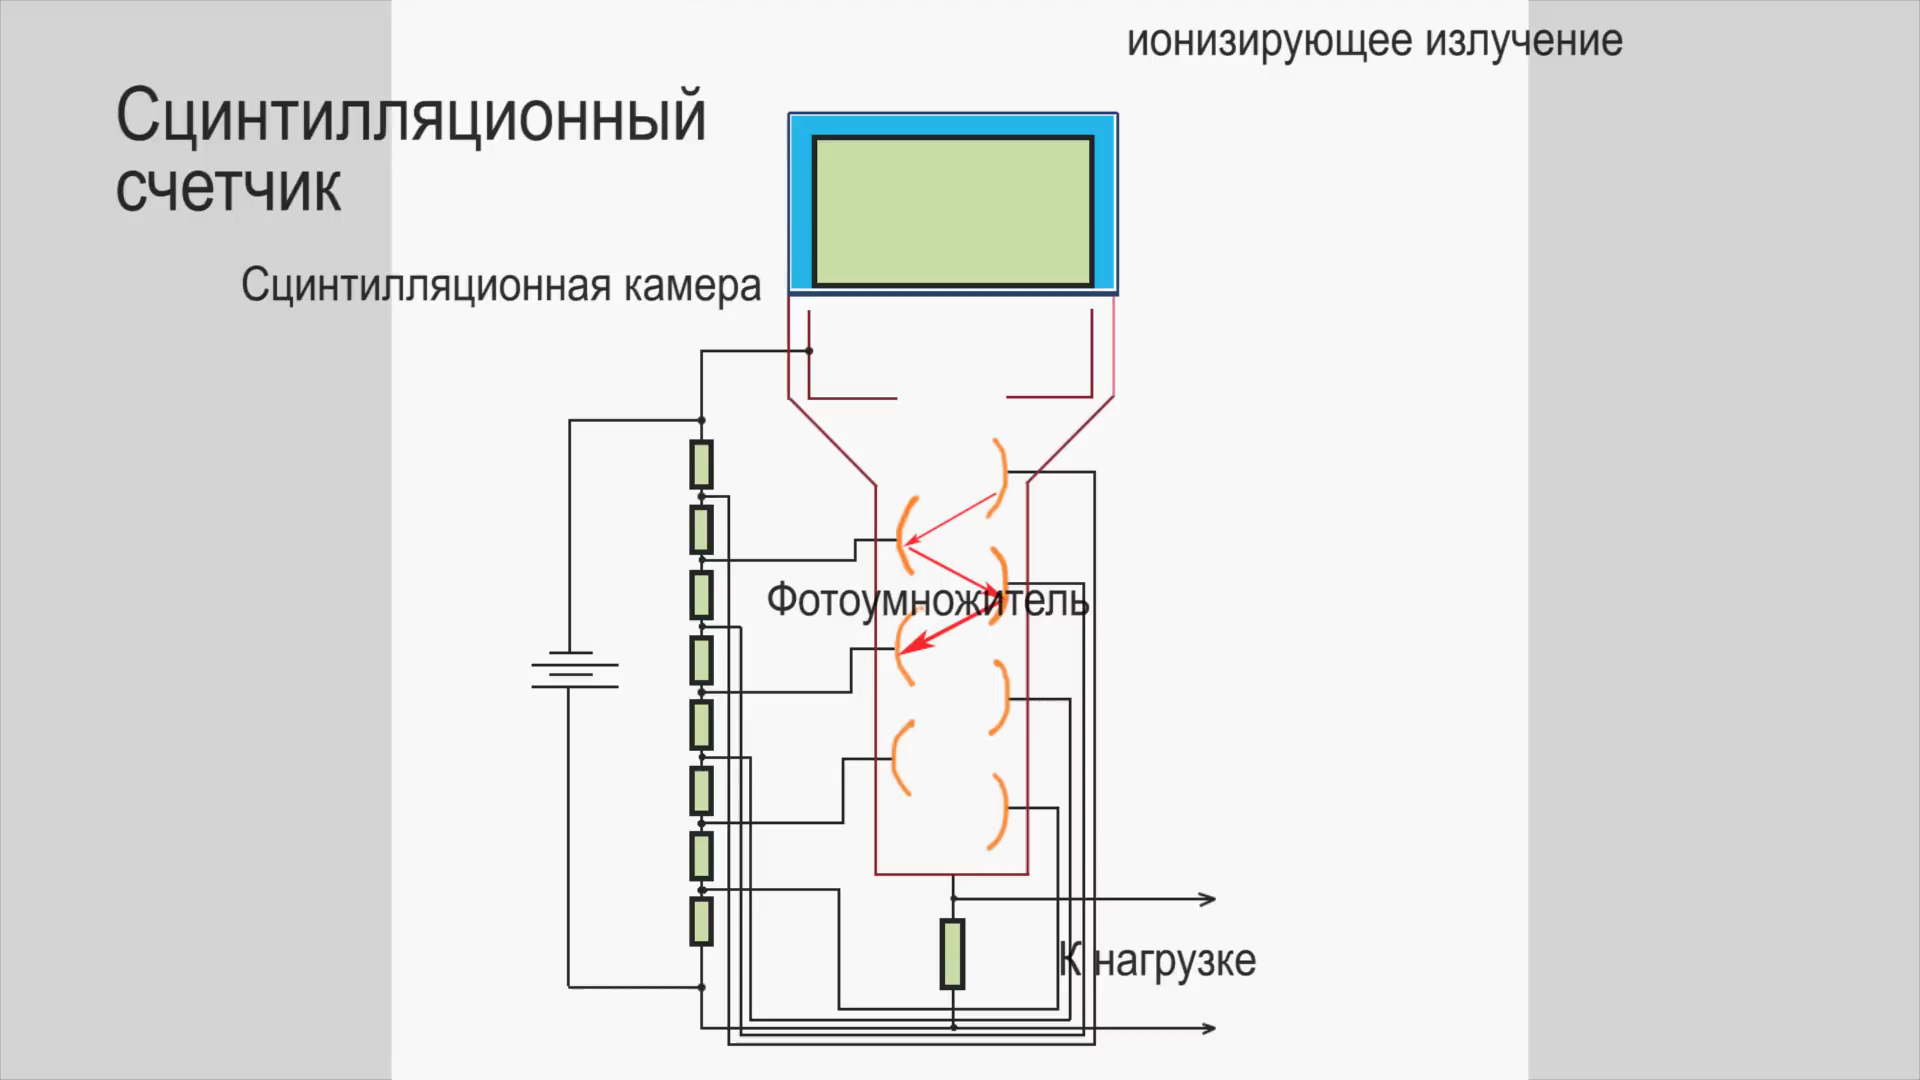 ионизирующее излучение
Сцинтилляционный
счетчик
Сцинтилляционная камера
Фотоумножитель
К нагрузке